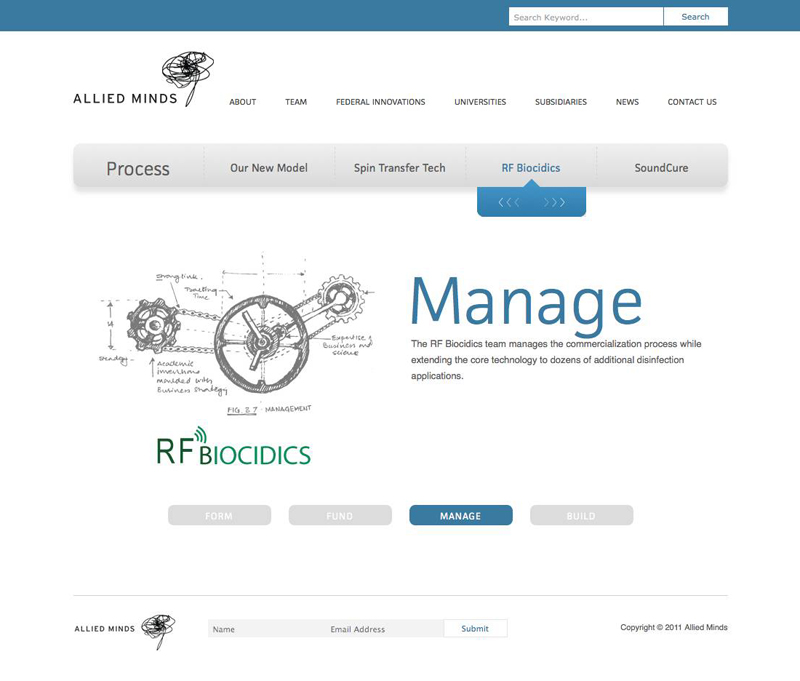 Search Keyword...
Search
ALLIED MINDS
ABOUT
TEAM
FEDERAL INNOVATIONS
UNIVERSITIES
SUBSIDIARIES
NEWS
CONTACT US
Process
Our New Model
Spin Transfer Tech
RF Biocidics
SoundCure
Strong link.
Expertise &
Business and
science
Strategy
Academic
inventions
moulded with
Business Strategy
FIG 8.7 MANAGEMENT
Manage
The RF Biocidics team manages the commercialization process while
extending the core technology to dozens of additional disinfection
applications.
RF BIOCIDICS
FORM
FUND
MANAGE
BUILD
ALLIED MINDS
Name
Email Address
Submit
Copyright © 2011 Allied Minds